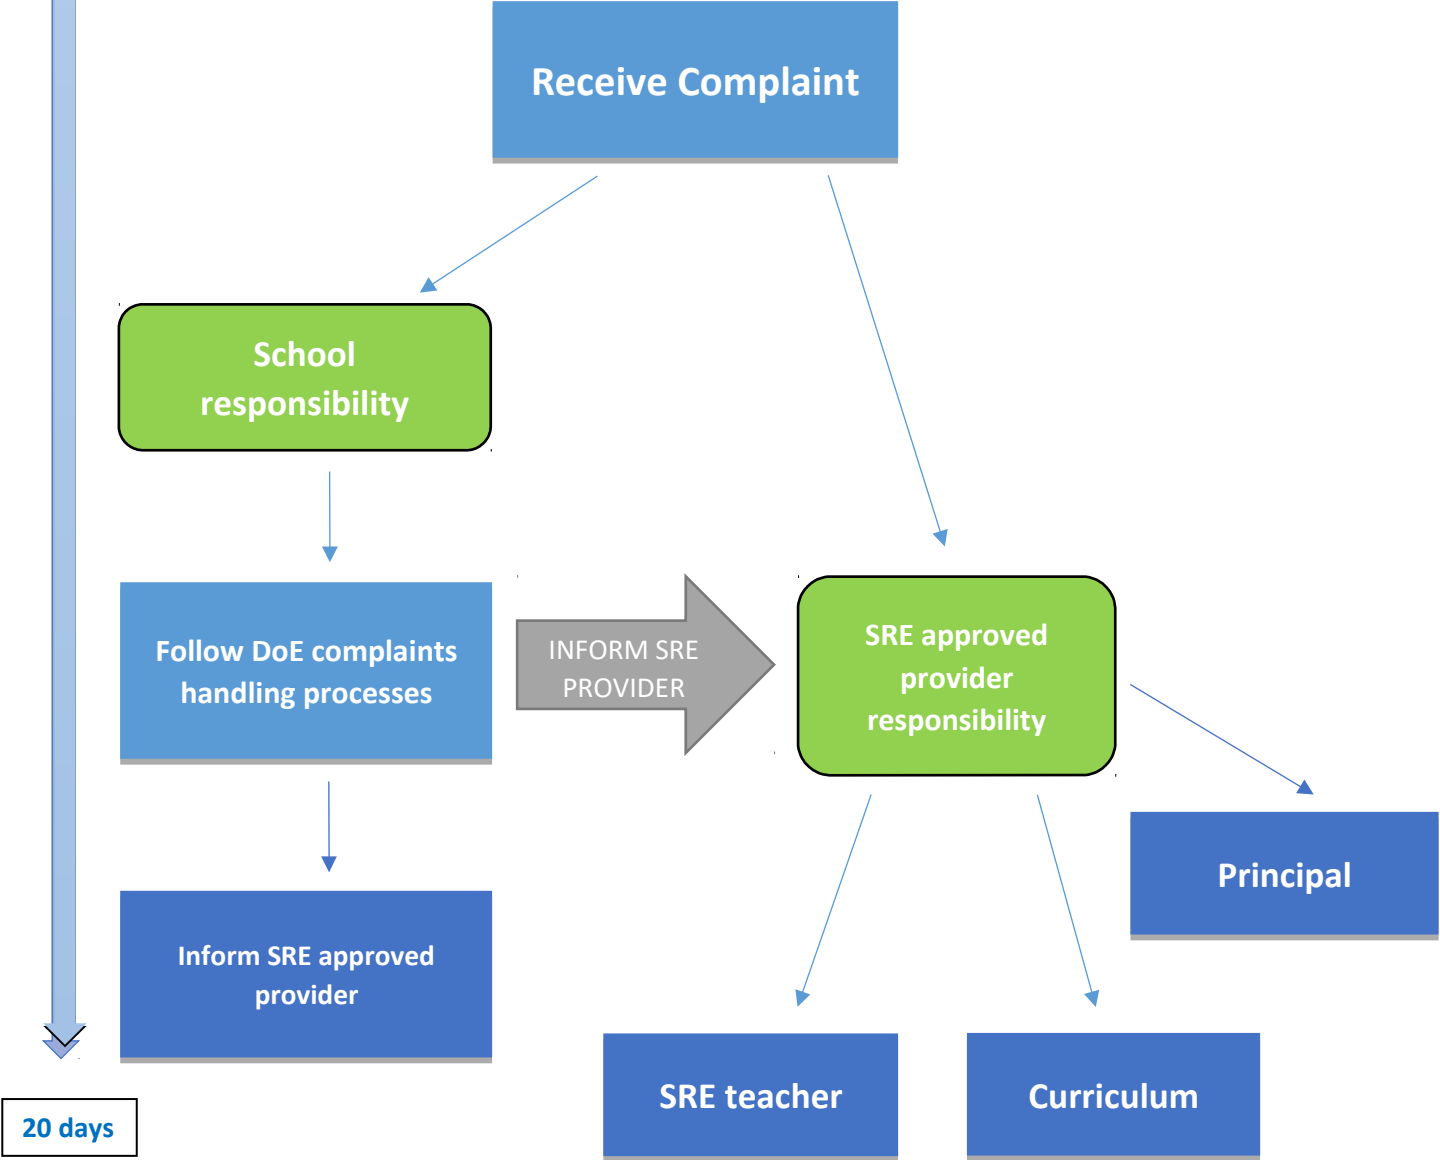 Receive Complaint
School
responsibility
Follow DoE complaints
handling processes
INFORM SRE
PROVIDER
SRE approved
provider
responsibility
Principal
Inform SRE approved
provider
SRE teacher
Curriculum
20 days